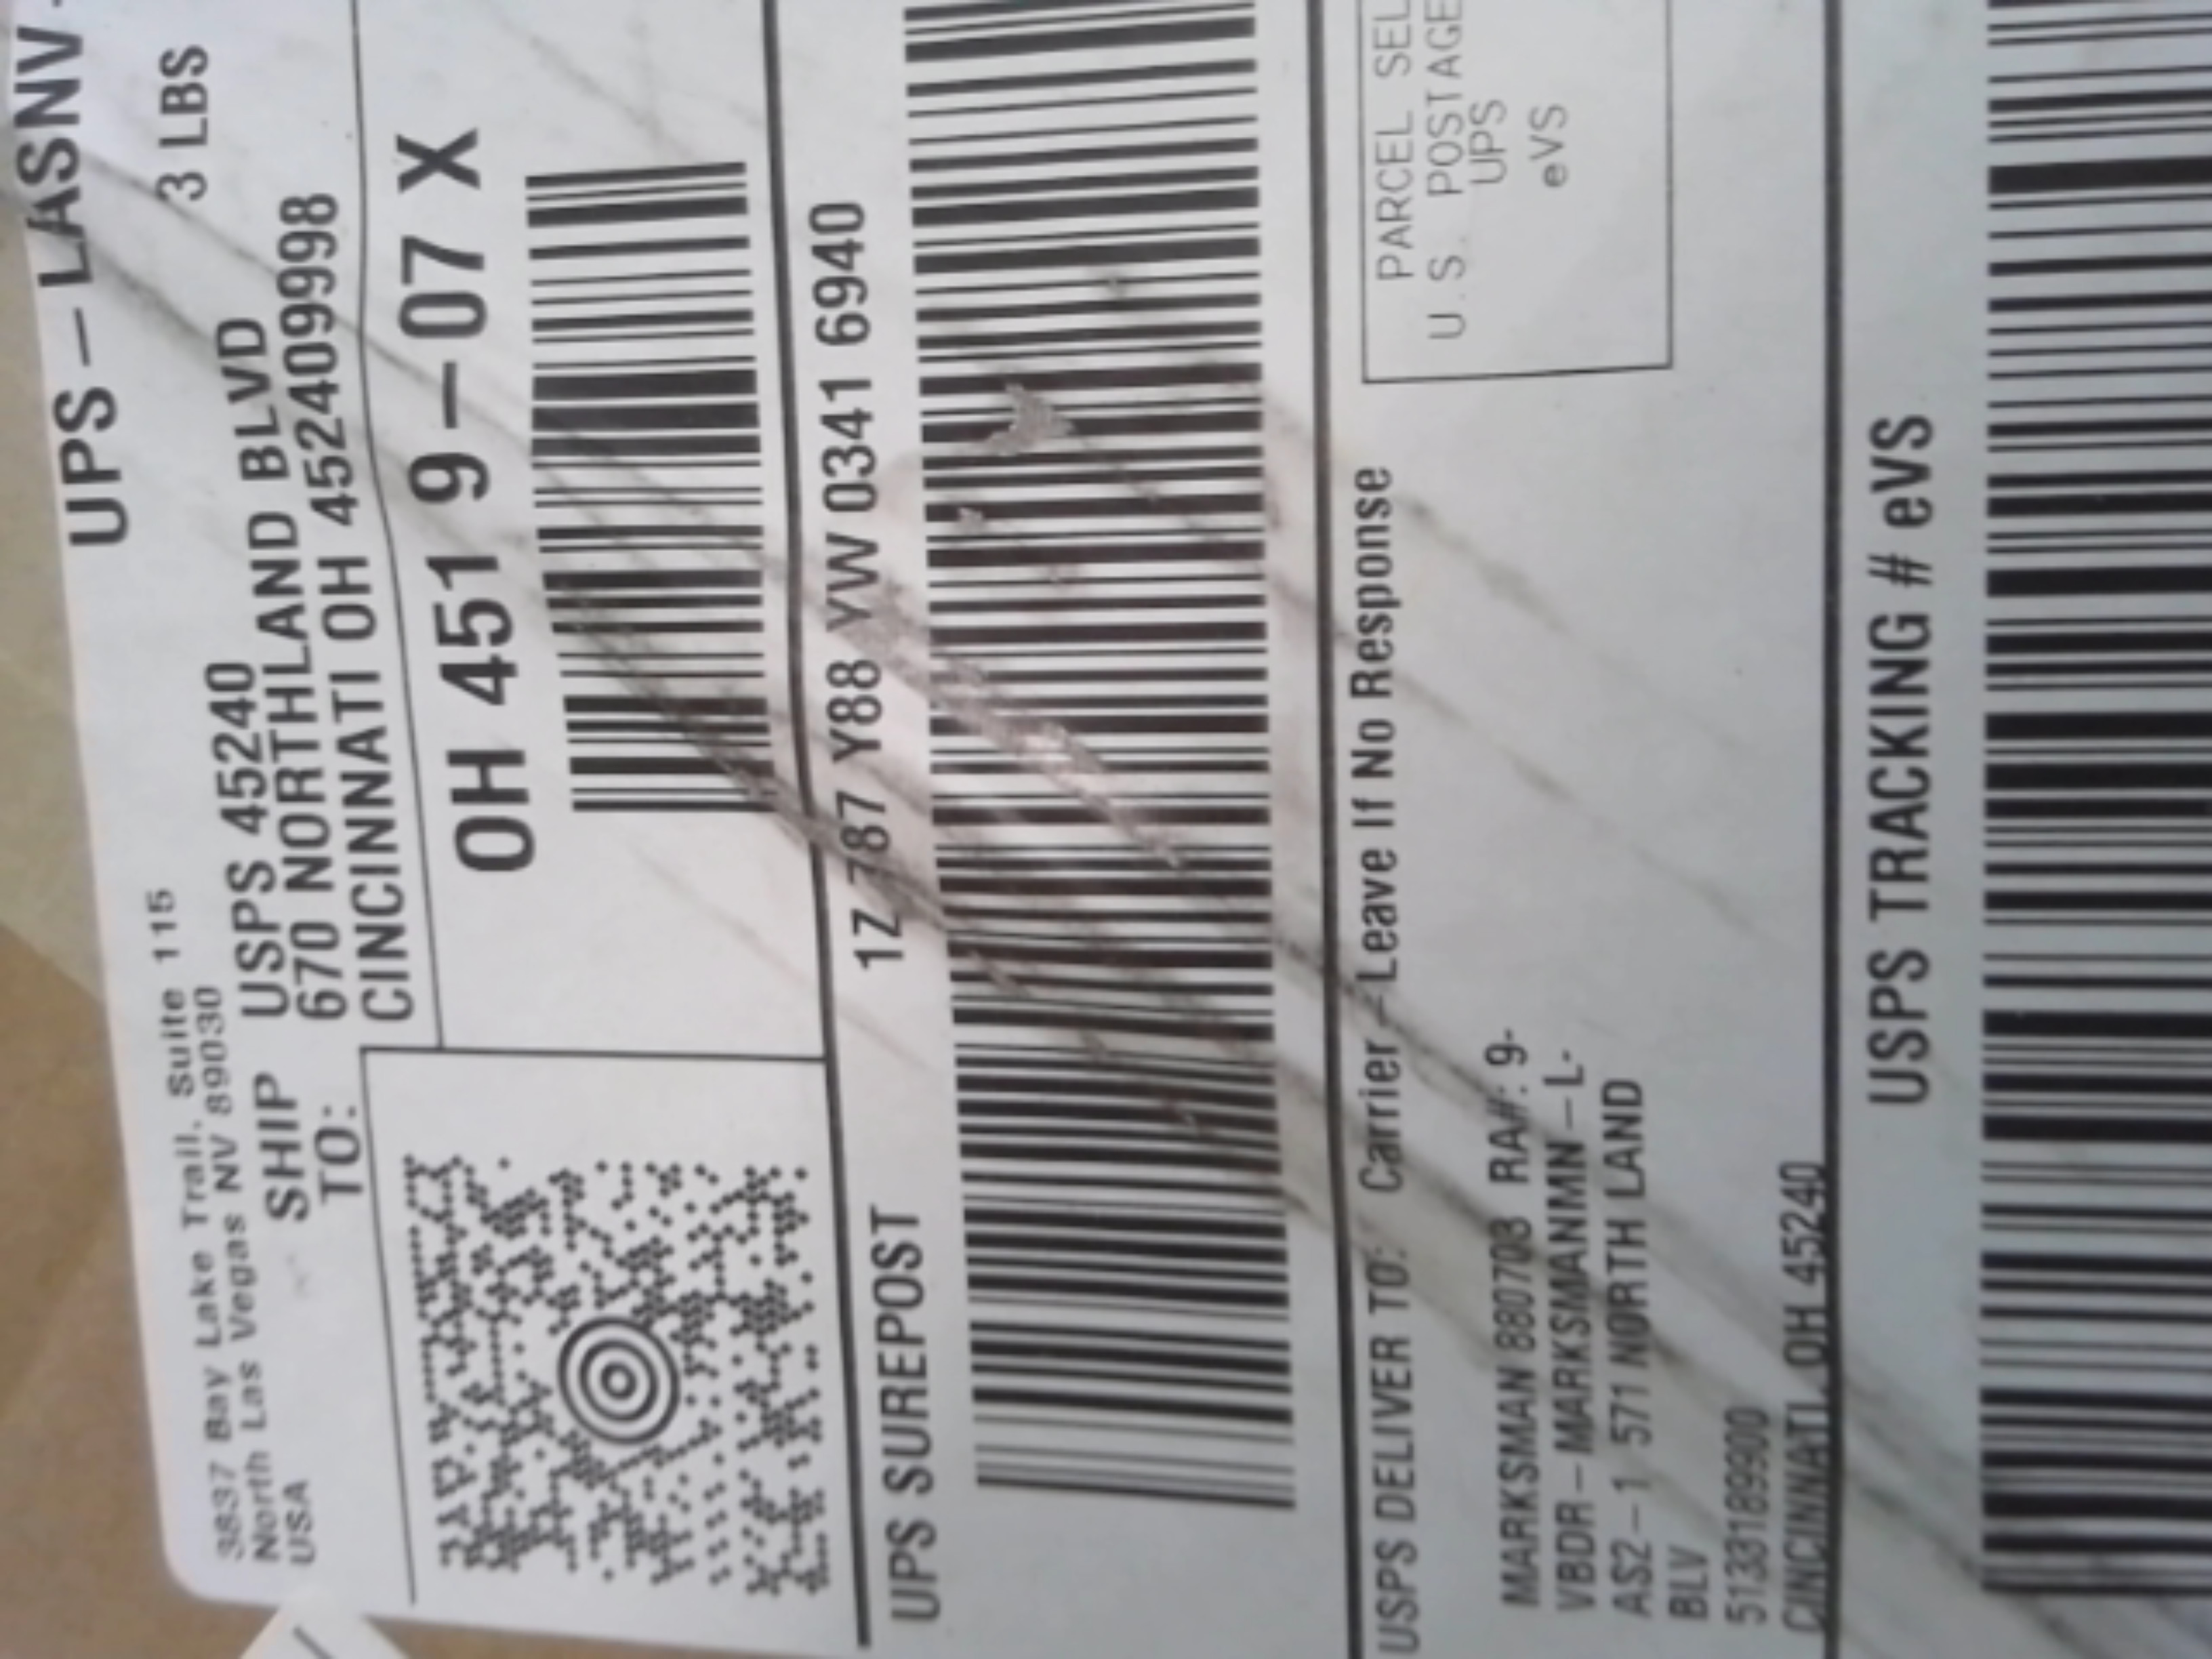 UPS-LASNV-
3837 Bay Lake Trail, Suite 115
North Las Vegas NV 89030
USA
3 LBS
SHIP TO:
USPS 45240
670 NORTHLAND BLVD
CINCINNATI OH 452409998
OH 451 9-07 X
UPS SUREPOST
1Z 787 Y88 YW 0341 6940
USPS DELIVER TO: Carrier-Leave If No Response
MARKSMAN 880708 RA#: 9-
VBDR-MARKSMANMN-L-
AS2-1 571 NORTH LAND
BLV
5133189900
CINCINNATI, OH 45240
PARCEL SEL
U.S. POSTAGE
UPS
eVS
USPS TRACKING # eVS